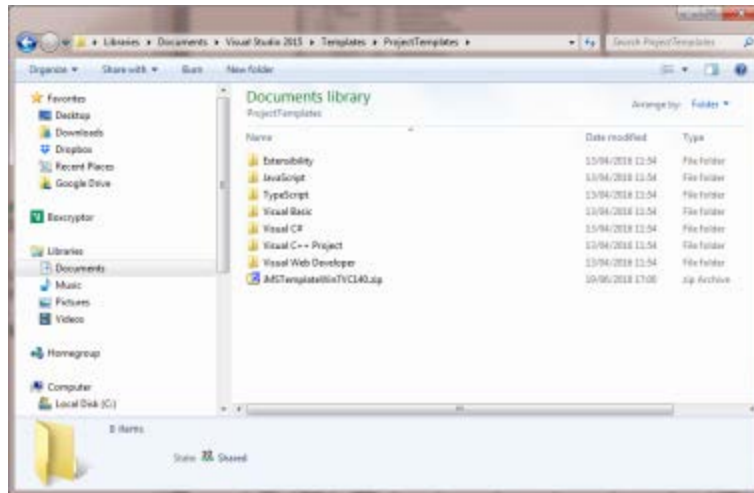 Libraries ▸ Documents ▸ Visual Studio 2015 ▸ Templates ▸ ProjectTemplates ▸
Search ProjectTemplates
Organize
Share with
Burn
New folder
Favorites
Desktop
Downloads
Dropbox
Recent Places
Google Drive
Boxcryptor
Libraries
Documents
Music
Pictures
Videos
Homegroup
Computer
Local Disk (C:)
Documents library
ProjectTemplates
Arrange by: Folder
Name Date modified Type
Extensibility 13/04/2016 11:54 File folder
JavaScript 13/04/2016 11:54 File folder
TypeScript 13/04/2016 11:54 File folder
Visual Basic 13/04/2016 11:54 File folder
Visual C# 13/04/2016 11:54 File folder
Visual C++ Project 13/04/2016 11:54 File folder
Visual Web Developer 13/04/2016 11:54 File folder
17:00 zip Archive
8 items
State: Shared